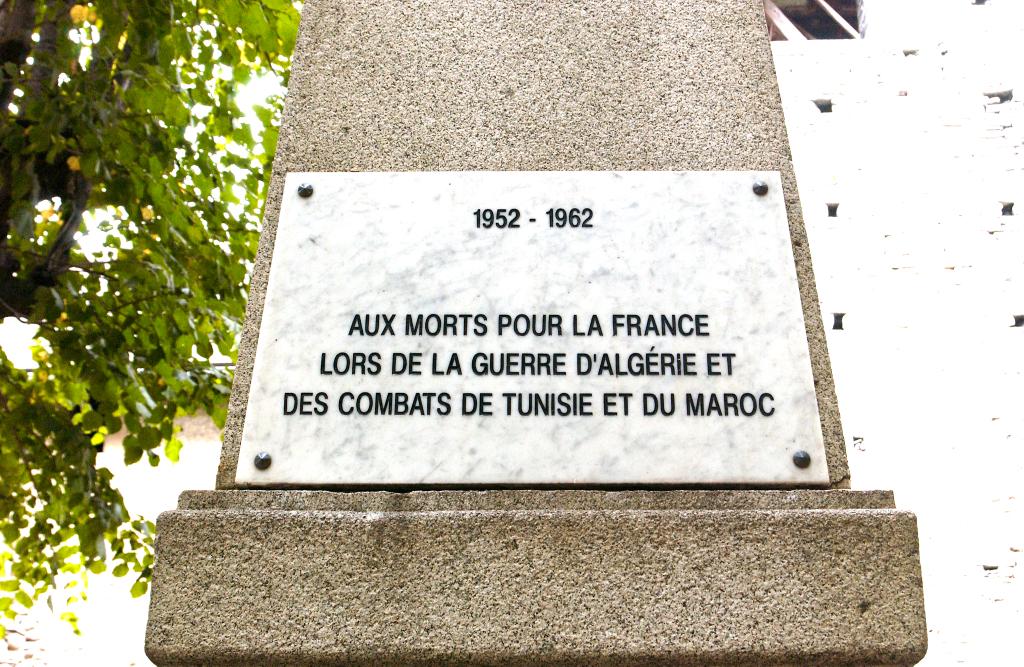 1952 - 1962
AUX MORTS POUR LA FRANCE
LORS DE LA GUERRE D'ALGÉRIE ET
DES COMBATS DE TUNISIE ET DU MAROC